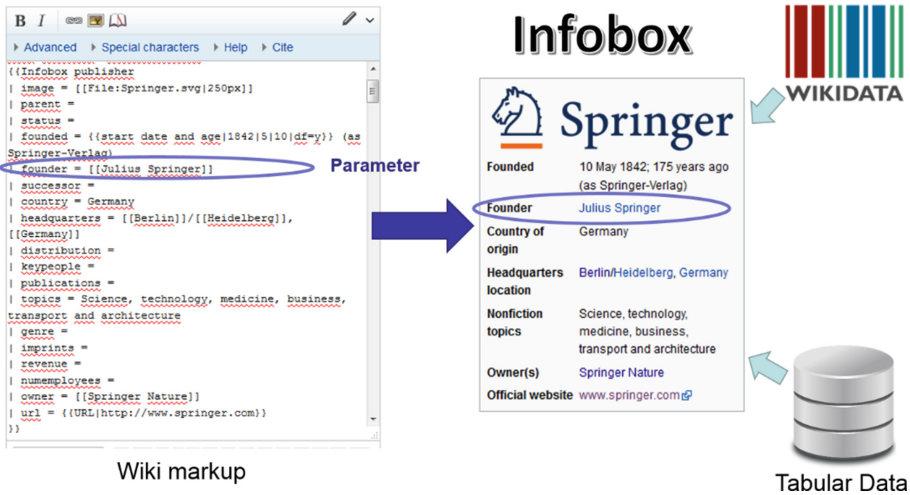 B I
Advanced Special characters Help Cite
{{Infobox publisher
| image = [[File:Springer.svg|250px]]
| parent =
| status =
| founded = {{start date and age|1842|5|10|df=y}} (as
Springer-Verlag)
| founder = [[Julius Springer]]
| successor =
| country = Germany
| headquarters = [[Berlin]]/[[Heidelberg]],
[[Germany]]
| distribution =
| keypeople =
| publications =
| topics = Science, technology, medicine, business,
transport and architecture
| genre =
| imprints =
| revenue =
| numemployees =
| owner = [[Springer Nature]]
| url = {{URL|http://www.springer.com}}
}}
Wiki markup
Parameter
Infobox
Springer
Founded 10 May 1842; 175 years ago
(as Springer-Verlag)
Founder Julius Springer
Country of Germany
origin
Headquarters Berlin/Heidelberg, Germany
location
Nonfiction Science, technology,
topics medicine, business,
transport and architecture
Owner(s) Springer Nature
Official website www.springer.com
WIKIDATA
Tabular Data